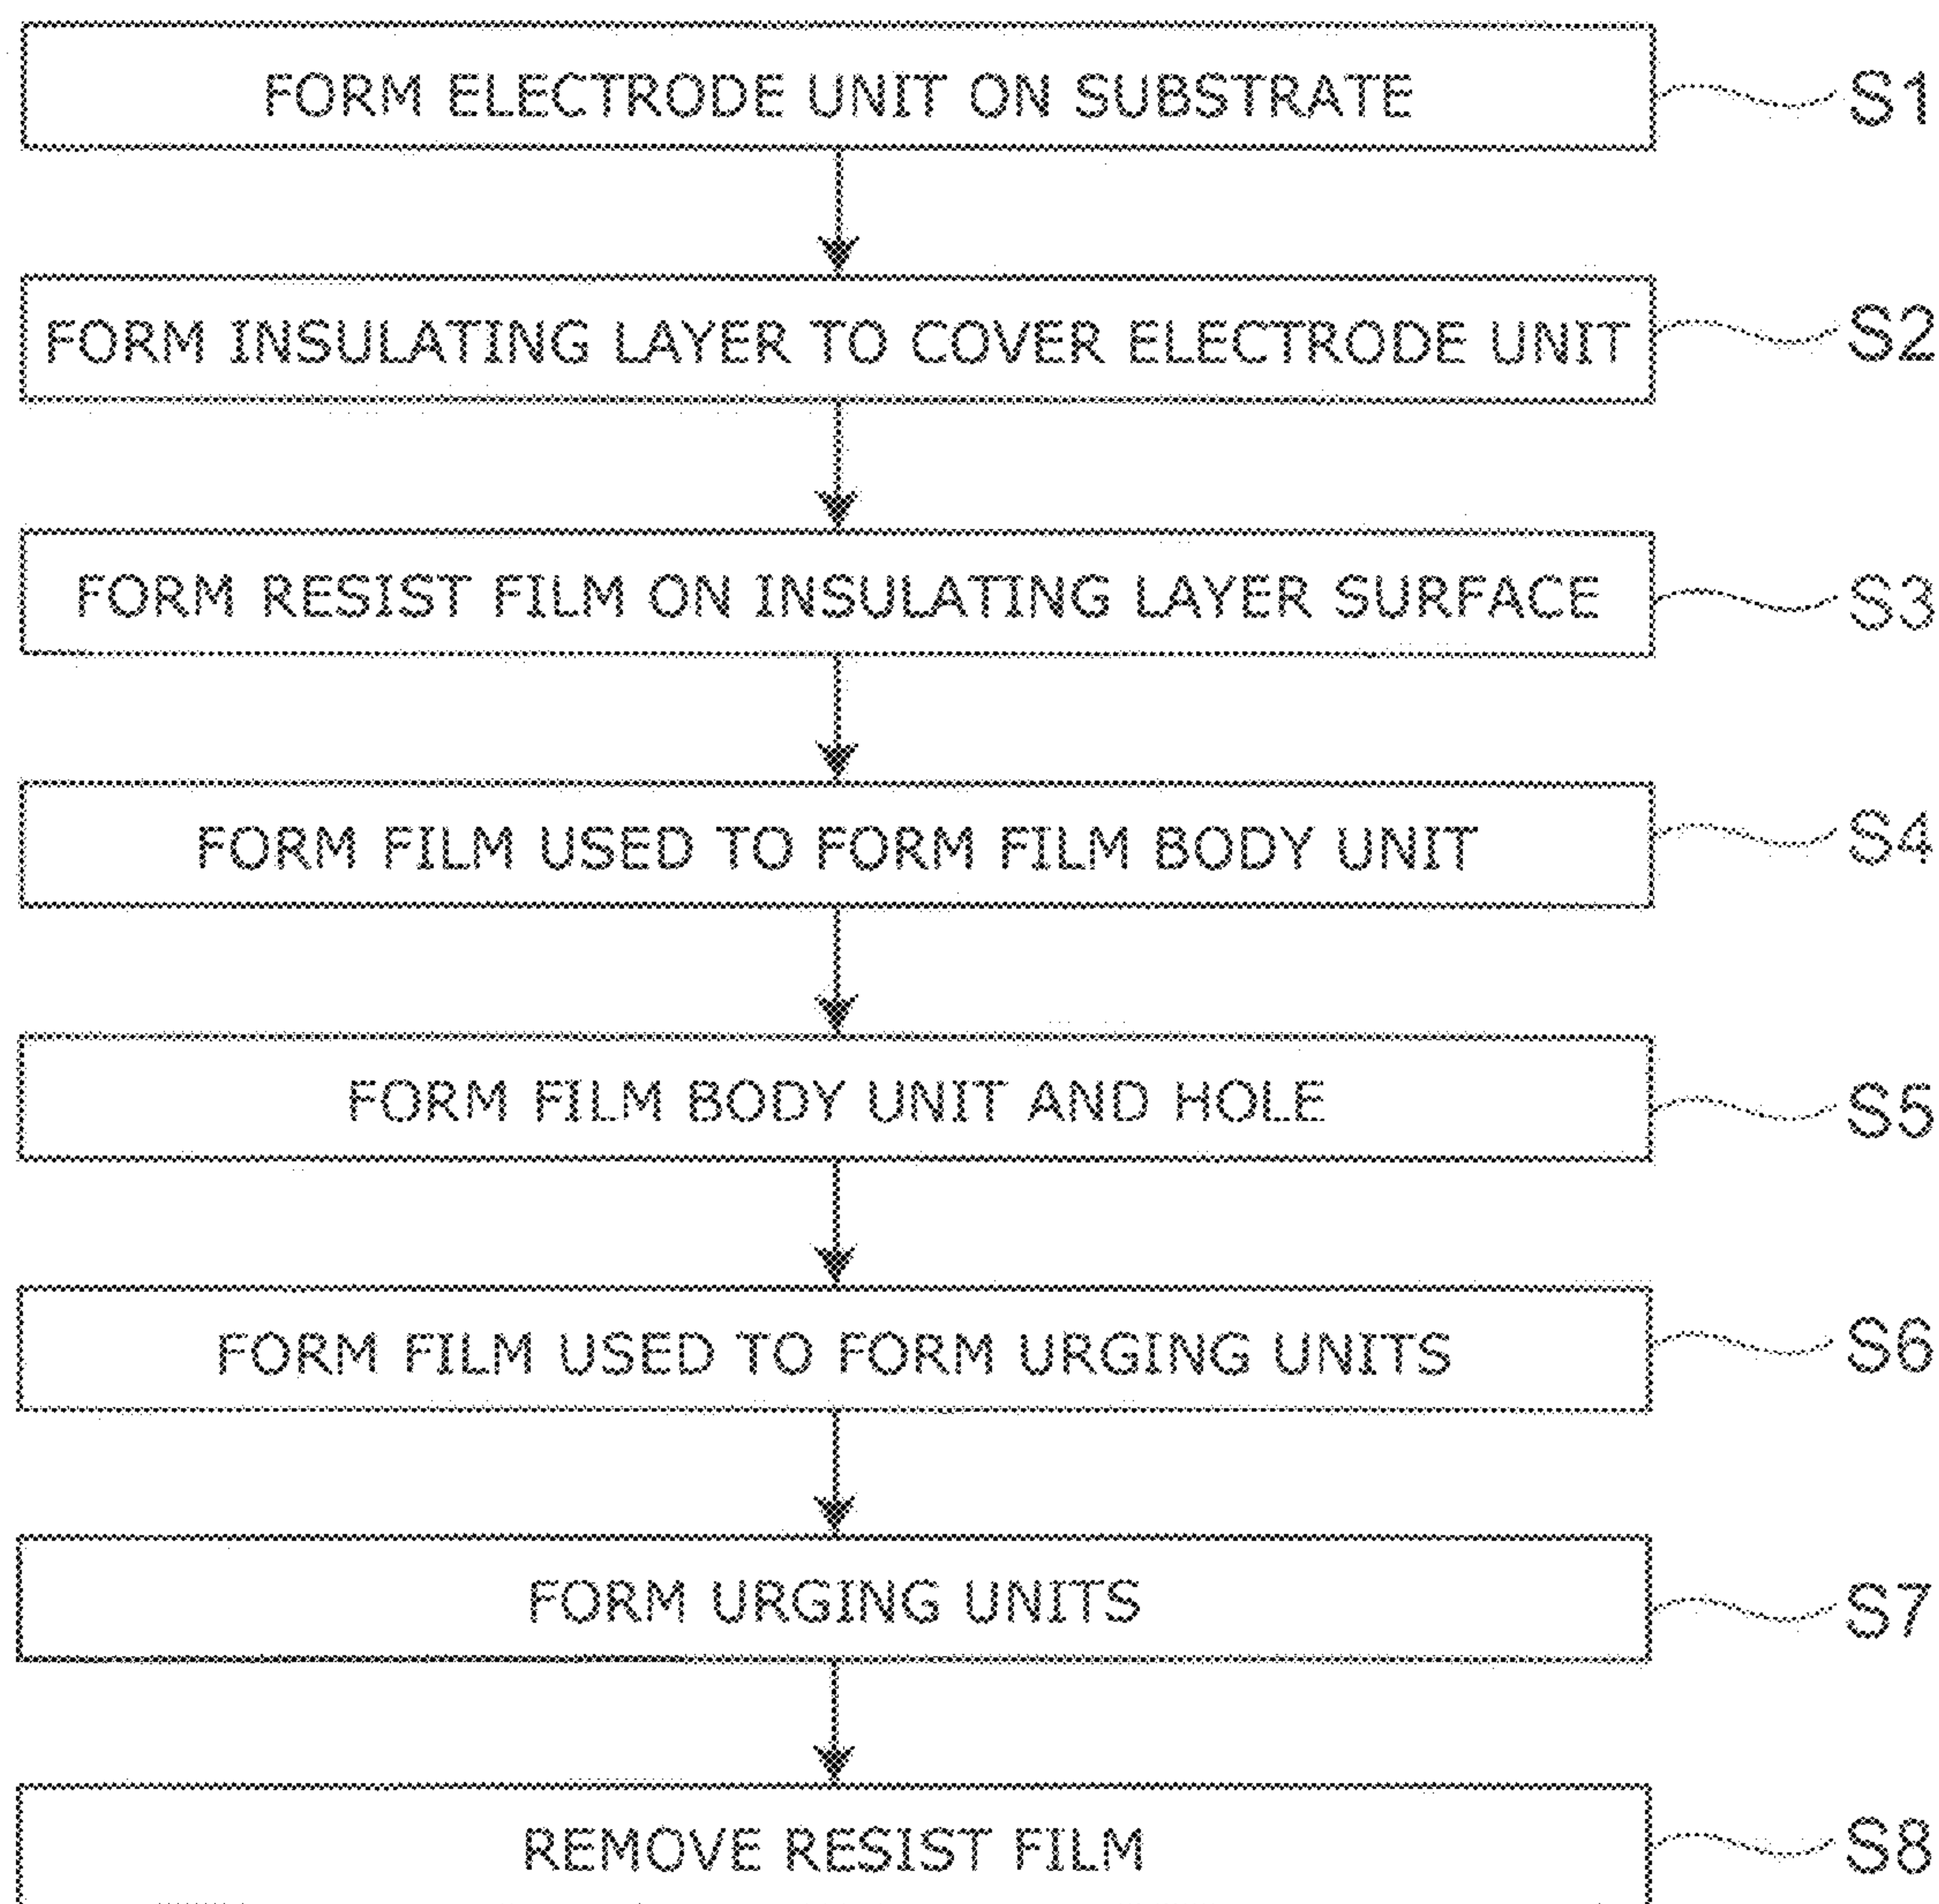 FORM ELECTRODE UNIT ON SUBSTRATE S1
FORM INSULATING LAYER TO COVER ELECTRODE UNIT S2
FORM RESIST FILM ON INSULATING LAYER SURFACE S3
FORM FILM USED TO FORM FILM BODY UNIT S4
FORM FILM BODY UNIT AND HOLE S5
FORM FILM USED TO FORM URGING UNITS S6
FORM URGING UNITS S7
REMOVE RESIST FILM S8